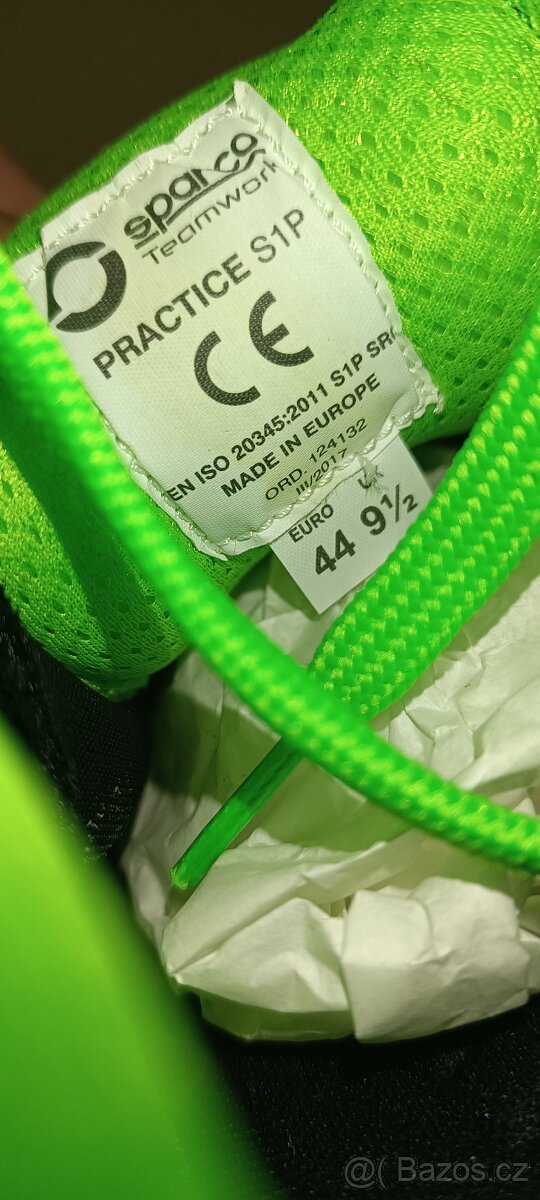 sparco
Teamwork
PRACTICE S1P
CE
EN ISO 20345:2011 S1P SRC
MADE IN EUROPE
ORD. 124132
III/2017
EURO UK
44 9½
@( Bazoš.cz